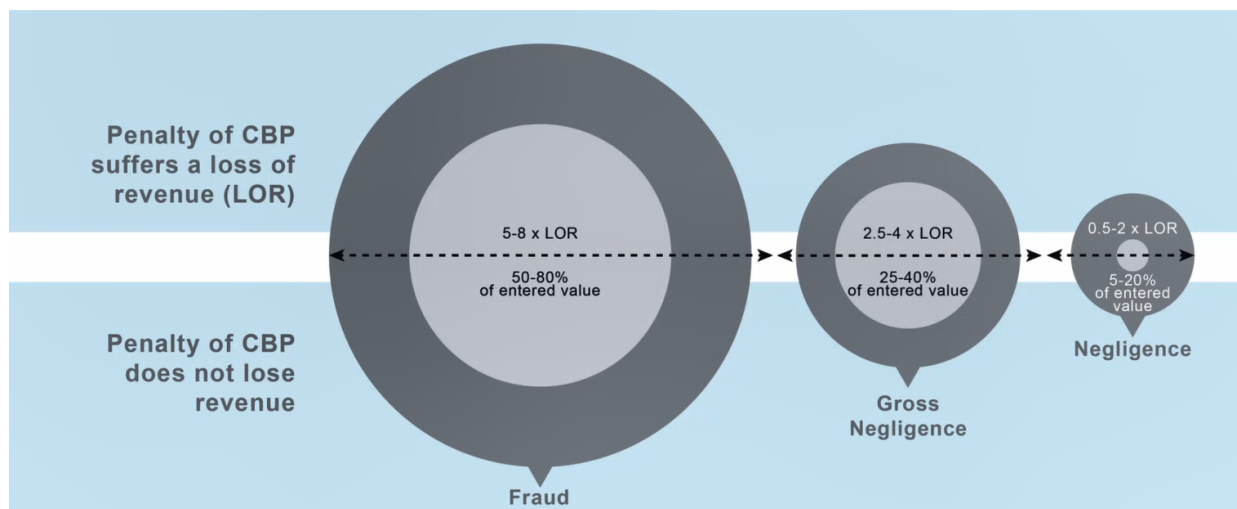 Penalty of CBP
suffers a loss of
revenue (LOR)
Penalty of CBP
does not lose
revenue
5-8 x LOR
50-80%
of entered value
Fraud
2.5-4 x LOR
25-40%
of entered value
Gross
Negligence
0.5-2 x LOR
5-20%
of entered
value
Negligence